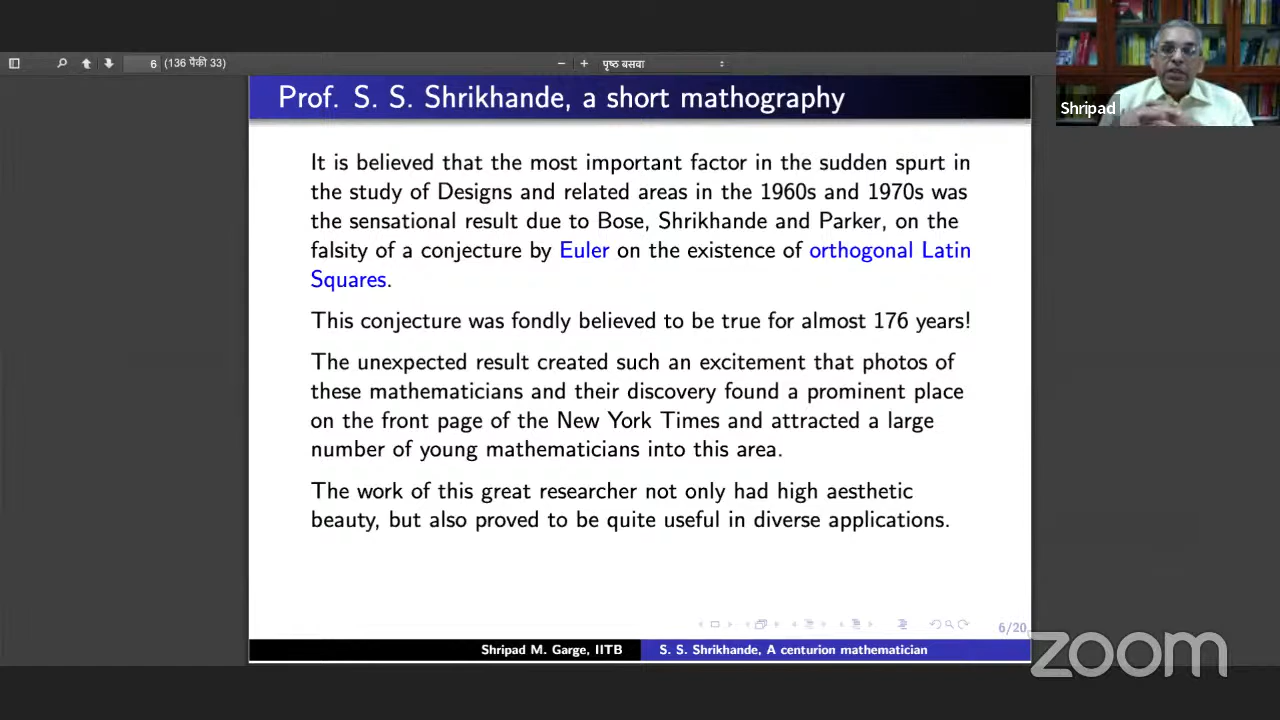 6 (136 पैकी 33)
− + पृष्ठ बसवा
Prof. S. S. Shrikhande, a short mathography
Shripad
It is believed that the most important factor in the sudden spurt in
the study of Designs and related areas in the 1960s and 1970s was
the sensational result due to Bose, Shrikhande and Parker, on the
falsity of a conjecture by Euler on the existence of orthogonal Latin
Squares.
This conjecture was fondly believed to be true for almost 176 years!
The unexpected result created such an excitement that photos of
these mathematicians and their discovery found a prominent place
on the front page of the New York Times and attracted a large
number of young mathematicians into this area.
The work of this great researcher not only had high aesthetic
beauty, but also proved to be quite useful in diverse applications.
6/20
Shripad M. Garge, IITB S. S. Shrikhande, A centurion mathematician
zoom